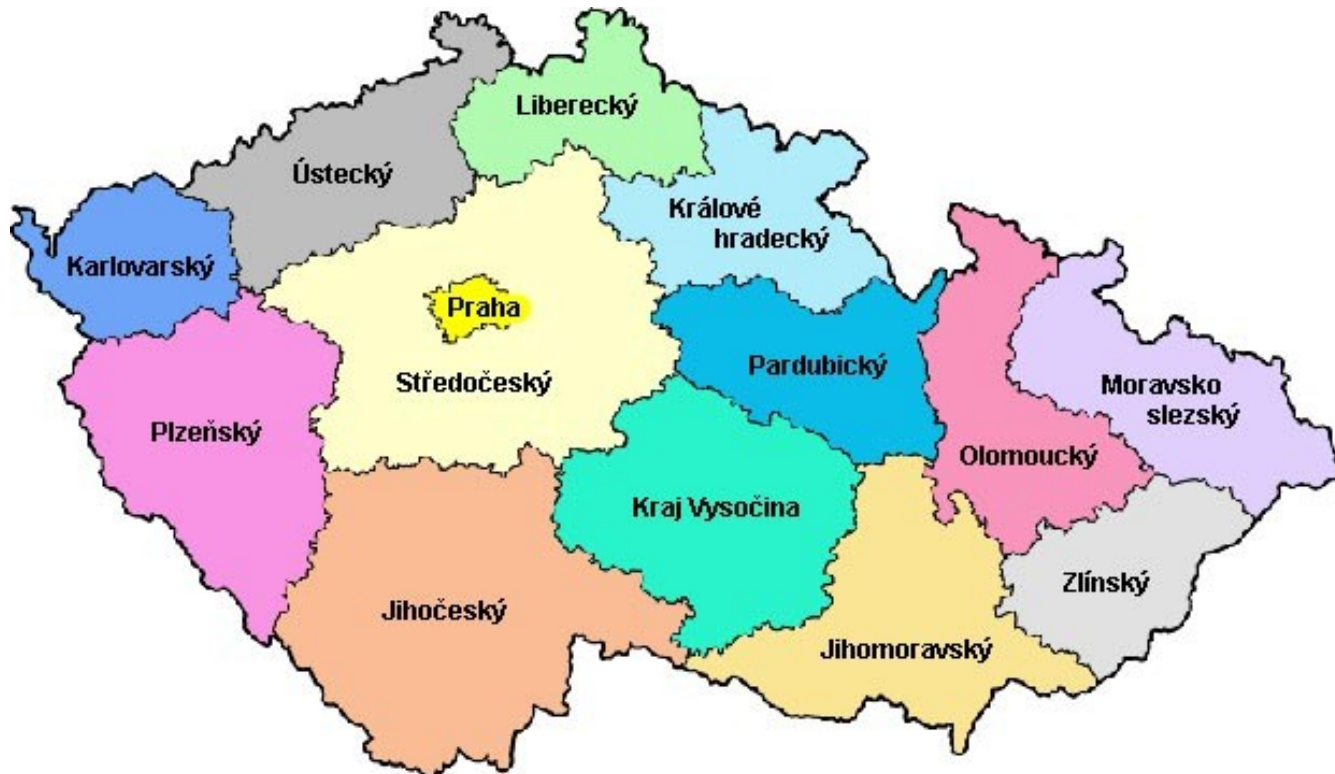 Liberecký
Ústecký
Králové
hradecký
Karlovarský
Praha
Středočeský
Pardubický
Moravsko
slezský
Plzeňský
Olomoucký
Kraj Vysočina
Zlínský
Jihočeský
Jihomoravský